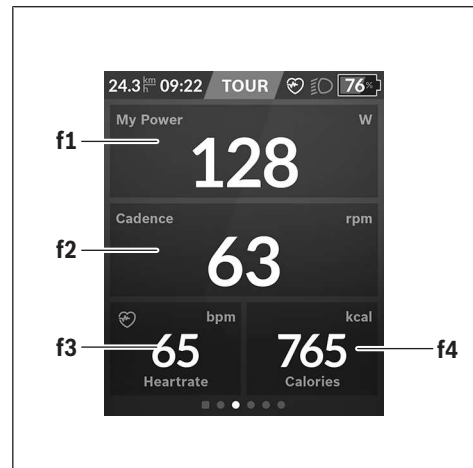 24.3 km/h 09:22 TOUR 76%
My Power W
f1
128
Cadence rpm
f2
63
bpm kcal
f3 65 765 f4
Heartrate Calories